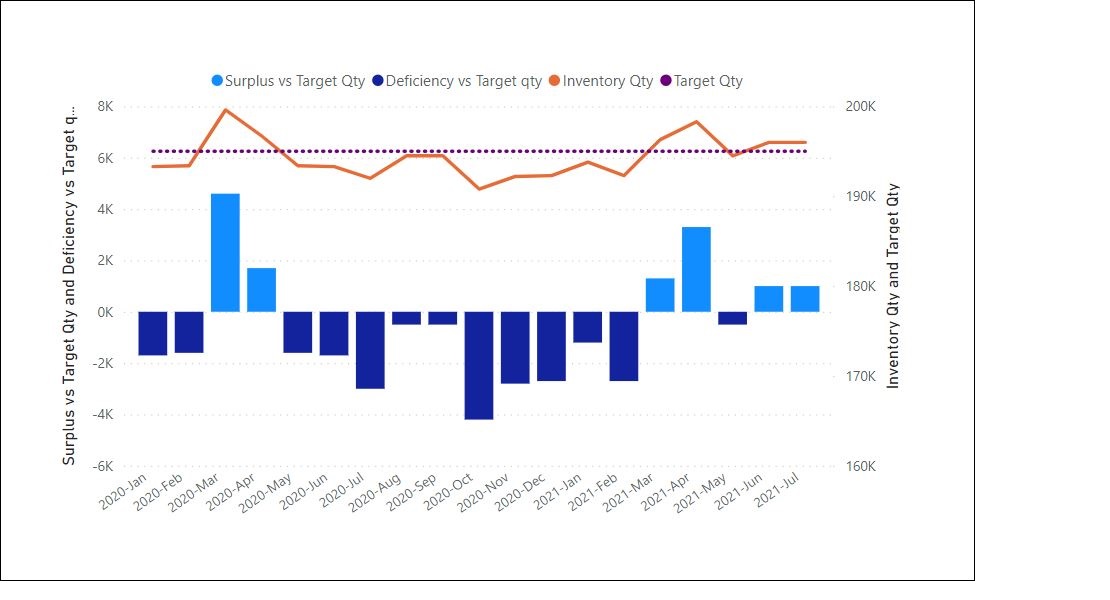 Surplus vs Target Qty Deficiency vs Target qty Inventory Qty Target Qty
Surplus vs Target Qty and Deficiency vs Target q...
8K
6K
4K
2K
0K
-2K
-4K
-6K
200K
190K
180K
170K
160K
Inventory Qty and Target Qty
2020-Jan
2020-Feb
2020-Mar
2020-Apr
2020-May
2020-Jun
2020-Jul
2020-Aug
2020-Sep
2020-Oct
2020-Nov
2020-Dec
2021-Jan
2021-Feb
2021-Mar
2021-Apr
2021-May
2021-Jun
2021-Jul